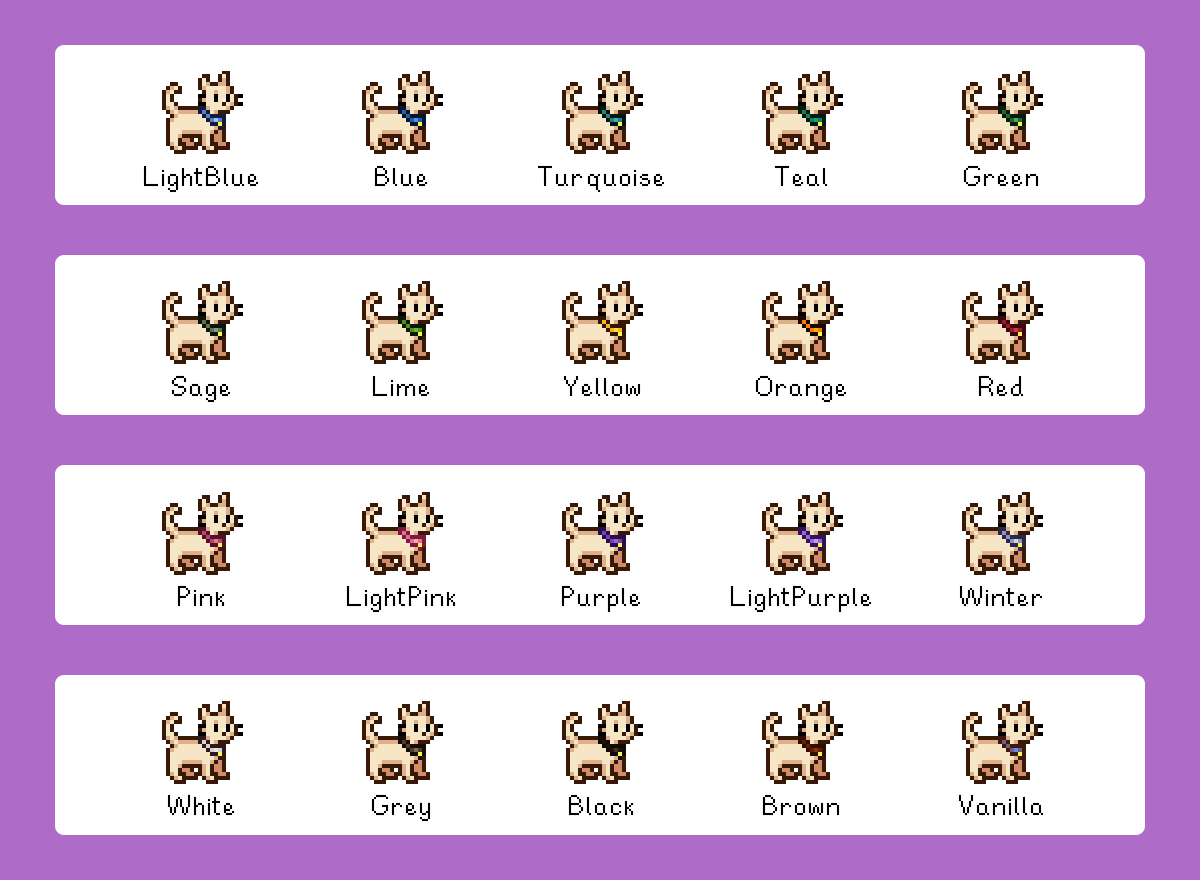 LightBlue Blue Turquoise Teal Green
Sage Lime Yellow Orange Red
Pink LightPink Purple LightPurple Winter
White Grey Black Brown Vanilla